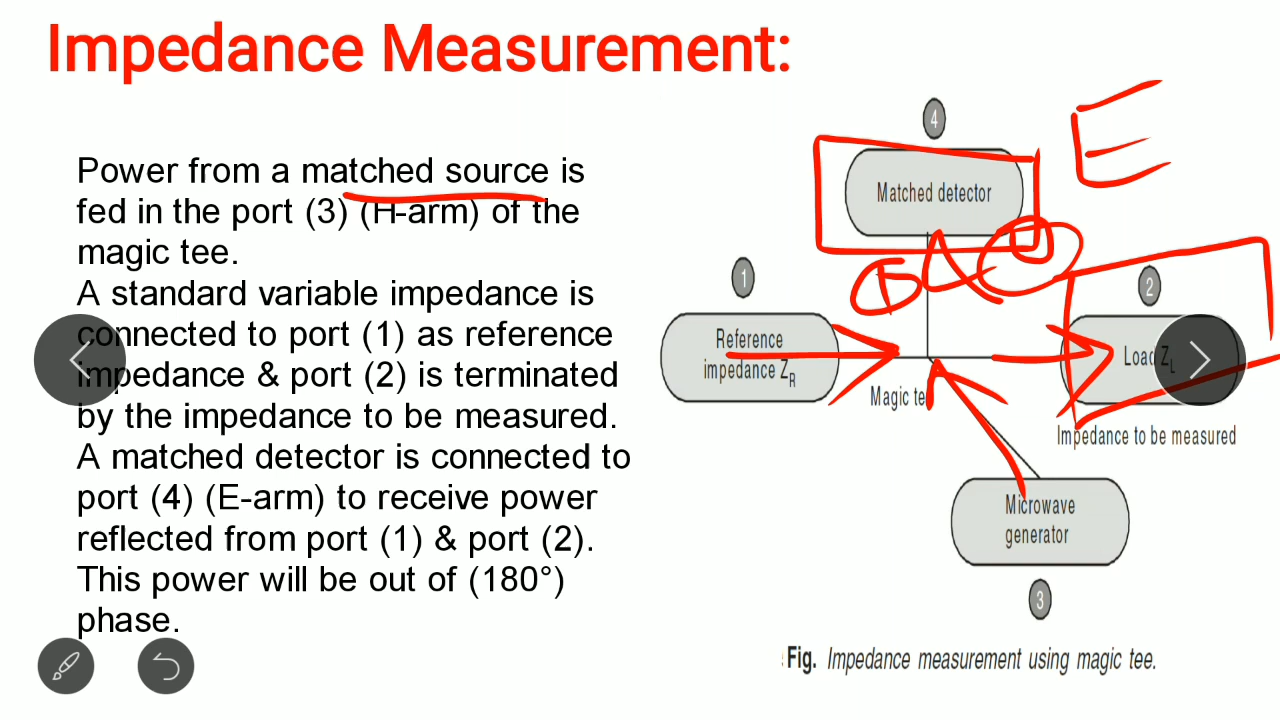 Impedance Measurement:
Power from a matched source is
fed in the port (3) (H-arm) of the
magic tee.
A standard variable impedance is
connected to port (1) as reference
impedance & port (2) is terminated
by the impedance to be measured.
A matched detector is connected to
port (4) (E-arm) to receive power
reflected from port (1) & port (2).
This power will be out of (180°)
phase.
4
Matched detector
E
1
2
Reference
impedance ZR
Load ZL
Magic tee
Impedance to be measured
Microwave
generator
3
Fig. Impedance measurement using magic tee.